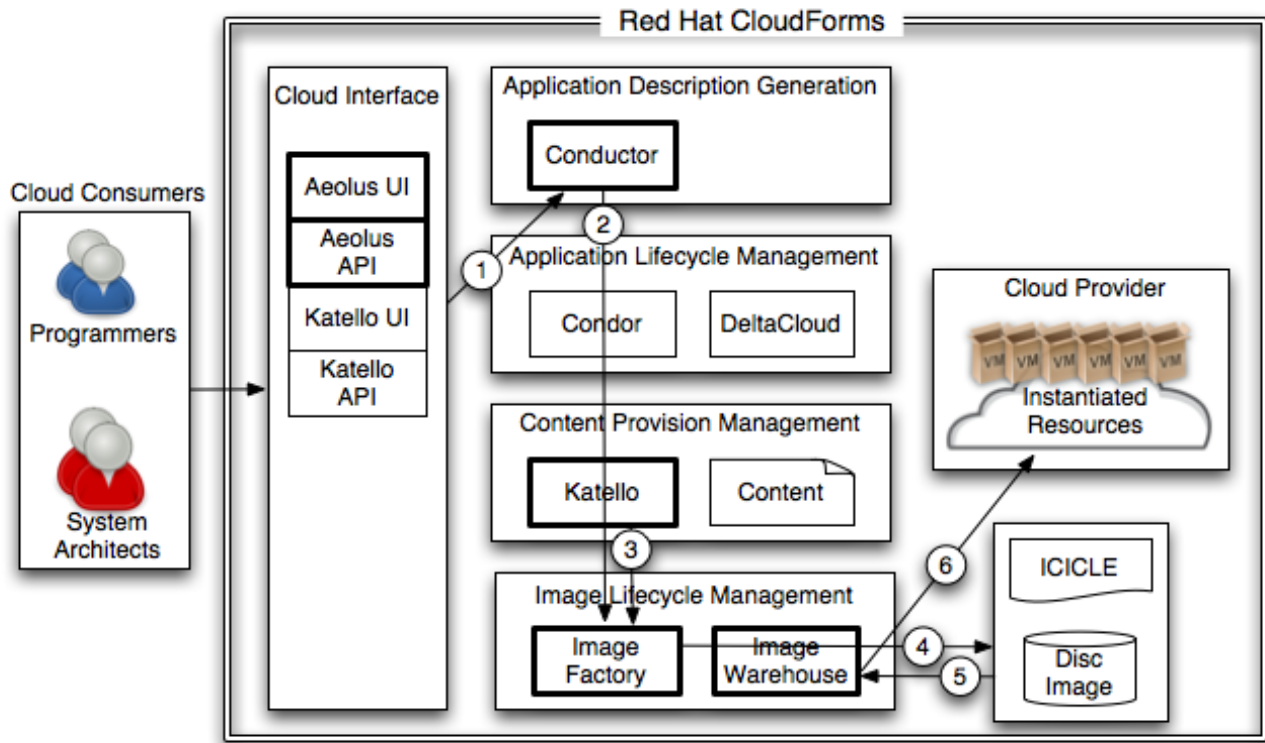 Red Hat CloudForms
Cloud Consumers
Programmers
System
Architects
Cloud Interface
Aeolus UI
Aeolus
API
Katello UI
Katello
API
1
Application Description Generation
Conductor
2
Application Lifecycle Management
Condor
DeltaCloud
Content Provision Management
Katello
Content
3
Image Lifecycle Management
Image
Factory
Image
Warehouse
4
5
6
Cloud Provider
VM VM VM VM VM VM
Instantiated
Resources
ICICLE
Disc
Image